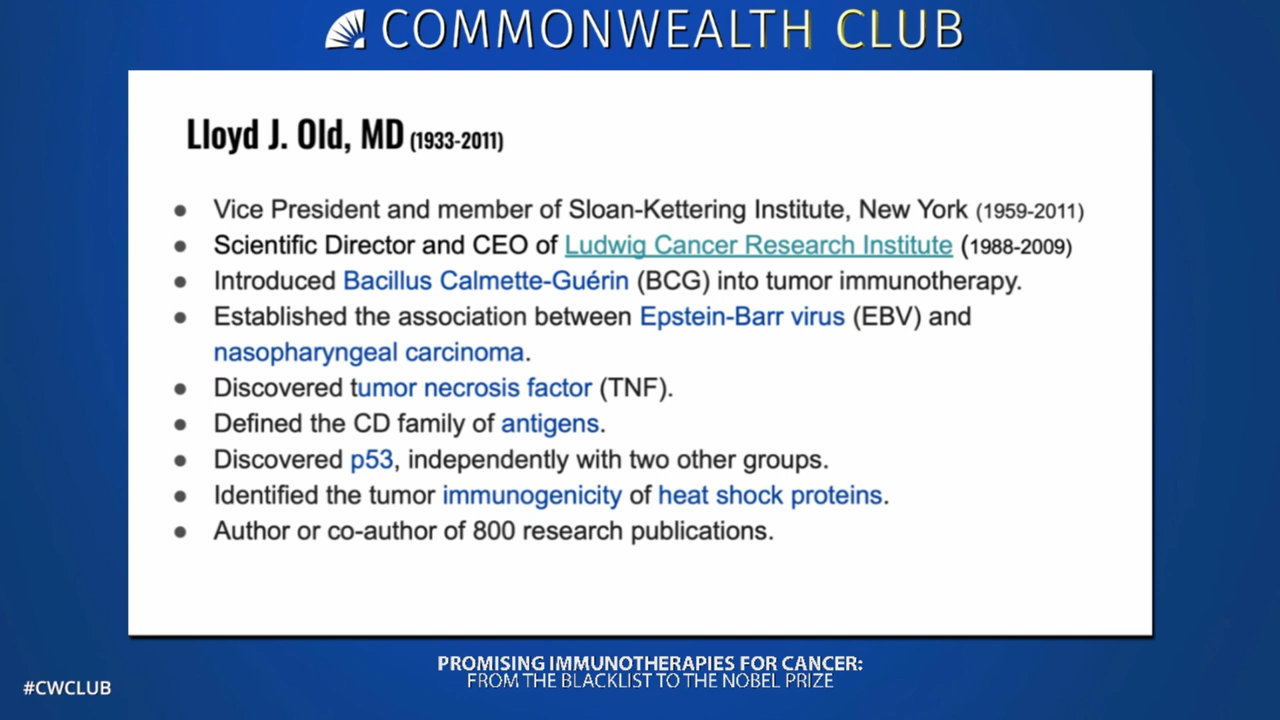 COMMONWEALTH CLUB
Lloyd J. Old, MD (1933-2011)
● Vice President and member of Sloan-Kettering Institute, New York (1959-2011)
● Scientific Director and CEO of Ludwig Cancer Research Institute (1988-2009)
● Introduced Bacillus Calmette-Guérin (BCG) into tumor immunotherapy.
● Established the association between Epstein-Barr virus (EBV) and
nasopharyngeal carcinoma.
● Discovered tumor necrosis factor (TNF).
● Defined the CD family of antigens.
● Discovered p53, independently with two other groups.
● Identified the tumor immunogenicity of heat shock proteins.
● Author or co-author of 800 research publications.
PROMISING IMMUNOTHERAPIES FOR CANCER:
FROM THE BLACKLIST TO THE NOBEL PRIZE
#CWCLUB